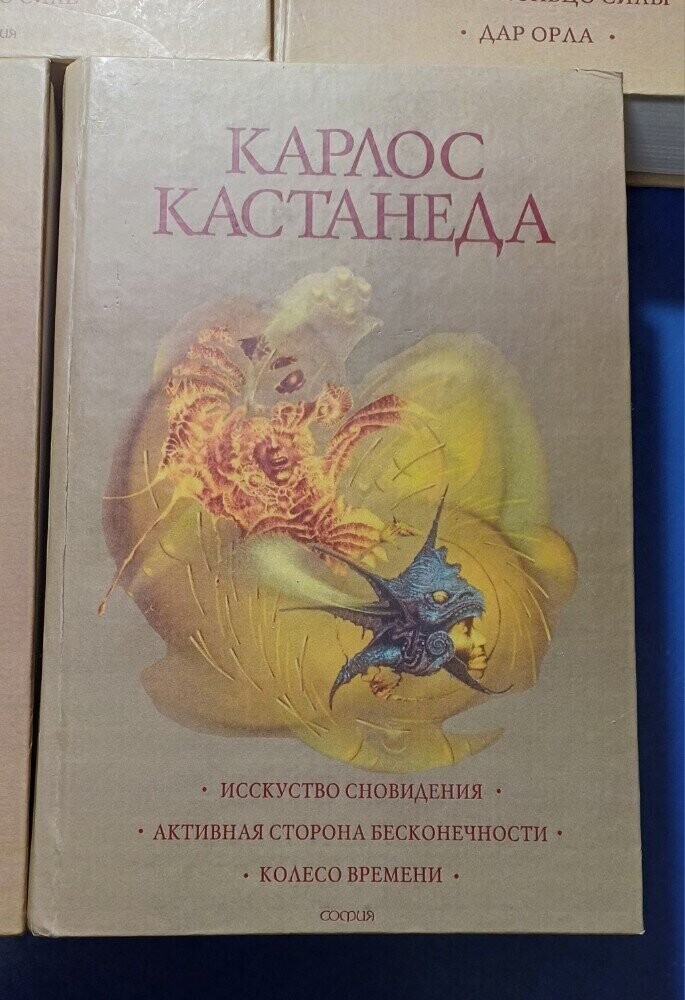 • ДАР ОРЛА •
КАРЛОС
КАСТАНЕДА
• ИССКУСТВО СНОВИДЕНИЯ •
• АКТИВНАЯ СТОРОНА БЕСКОНЕЧНОСТИ •
• КОЛЕСО ВРЕМЕНИ •
СОФИЯ